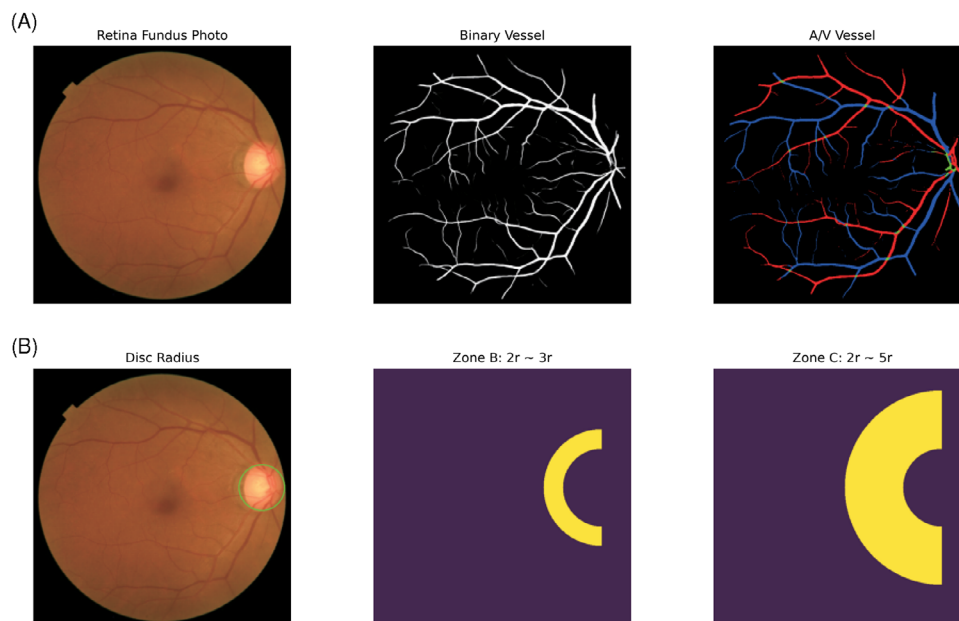 (A)
Retina Fundus Photo
Binary Vessel
A/V Vessel
(B)
Disc Radius
Zone B: 2r ~ 3r
Zone C: 2r ~ 5r